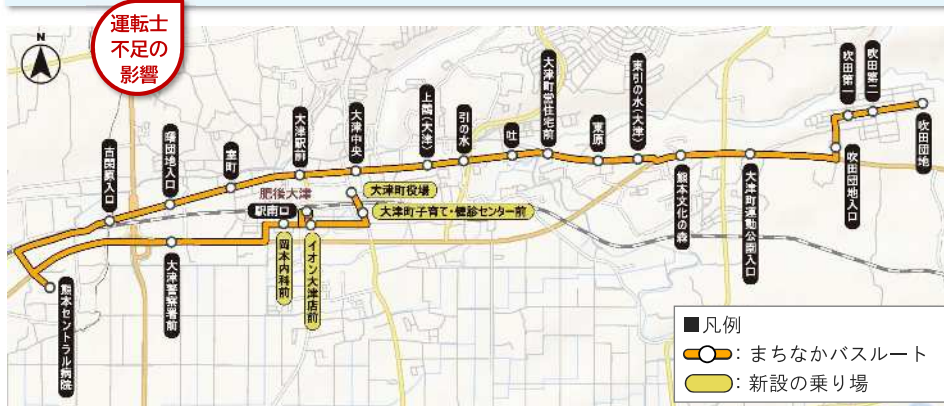 運転士
不足の
影響
N
古閑原入口
曙団地入口
室町
大津駅前
大津中央
上鶴(大津)
引の水
吐
大津町営住宅前
東原
東引の水(大津)
熊本文化の森
大津町運動公園入口
吹田団地入口
吹田第一
吹田第二
吹田団地
肥後大津
駅南口
大津町役場
大津町子育て・健診センター前
岡本内科前
イオン大津店前
大津警察署前
熊本セントラル病院
■凡例
：まちなかバスルート
：新設の乗り場